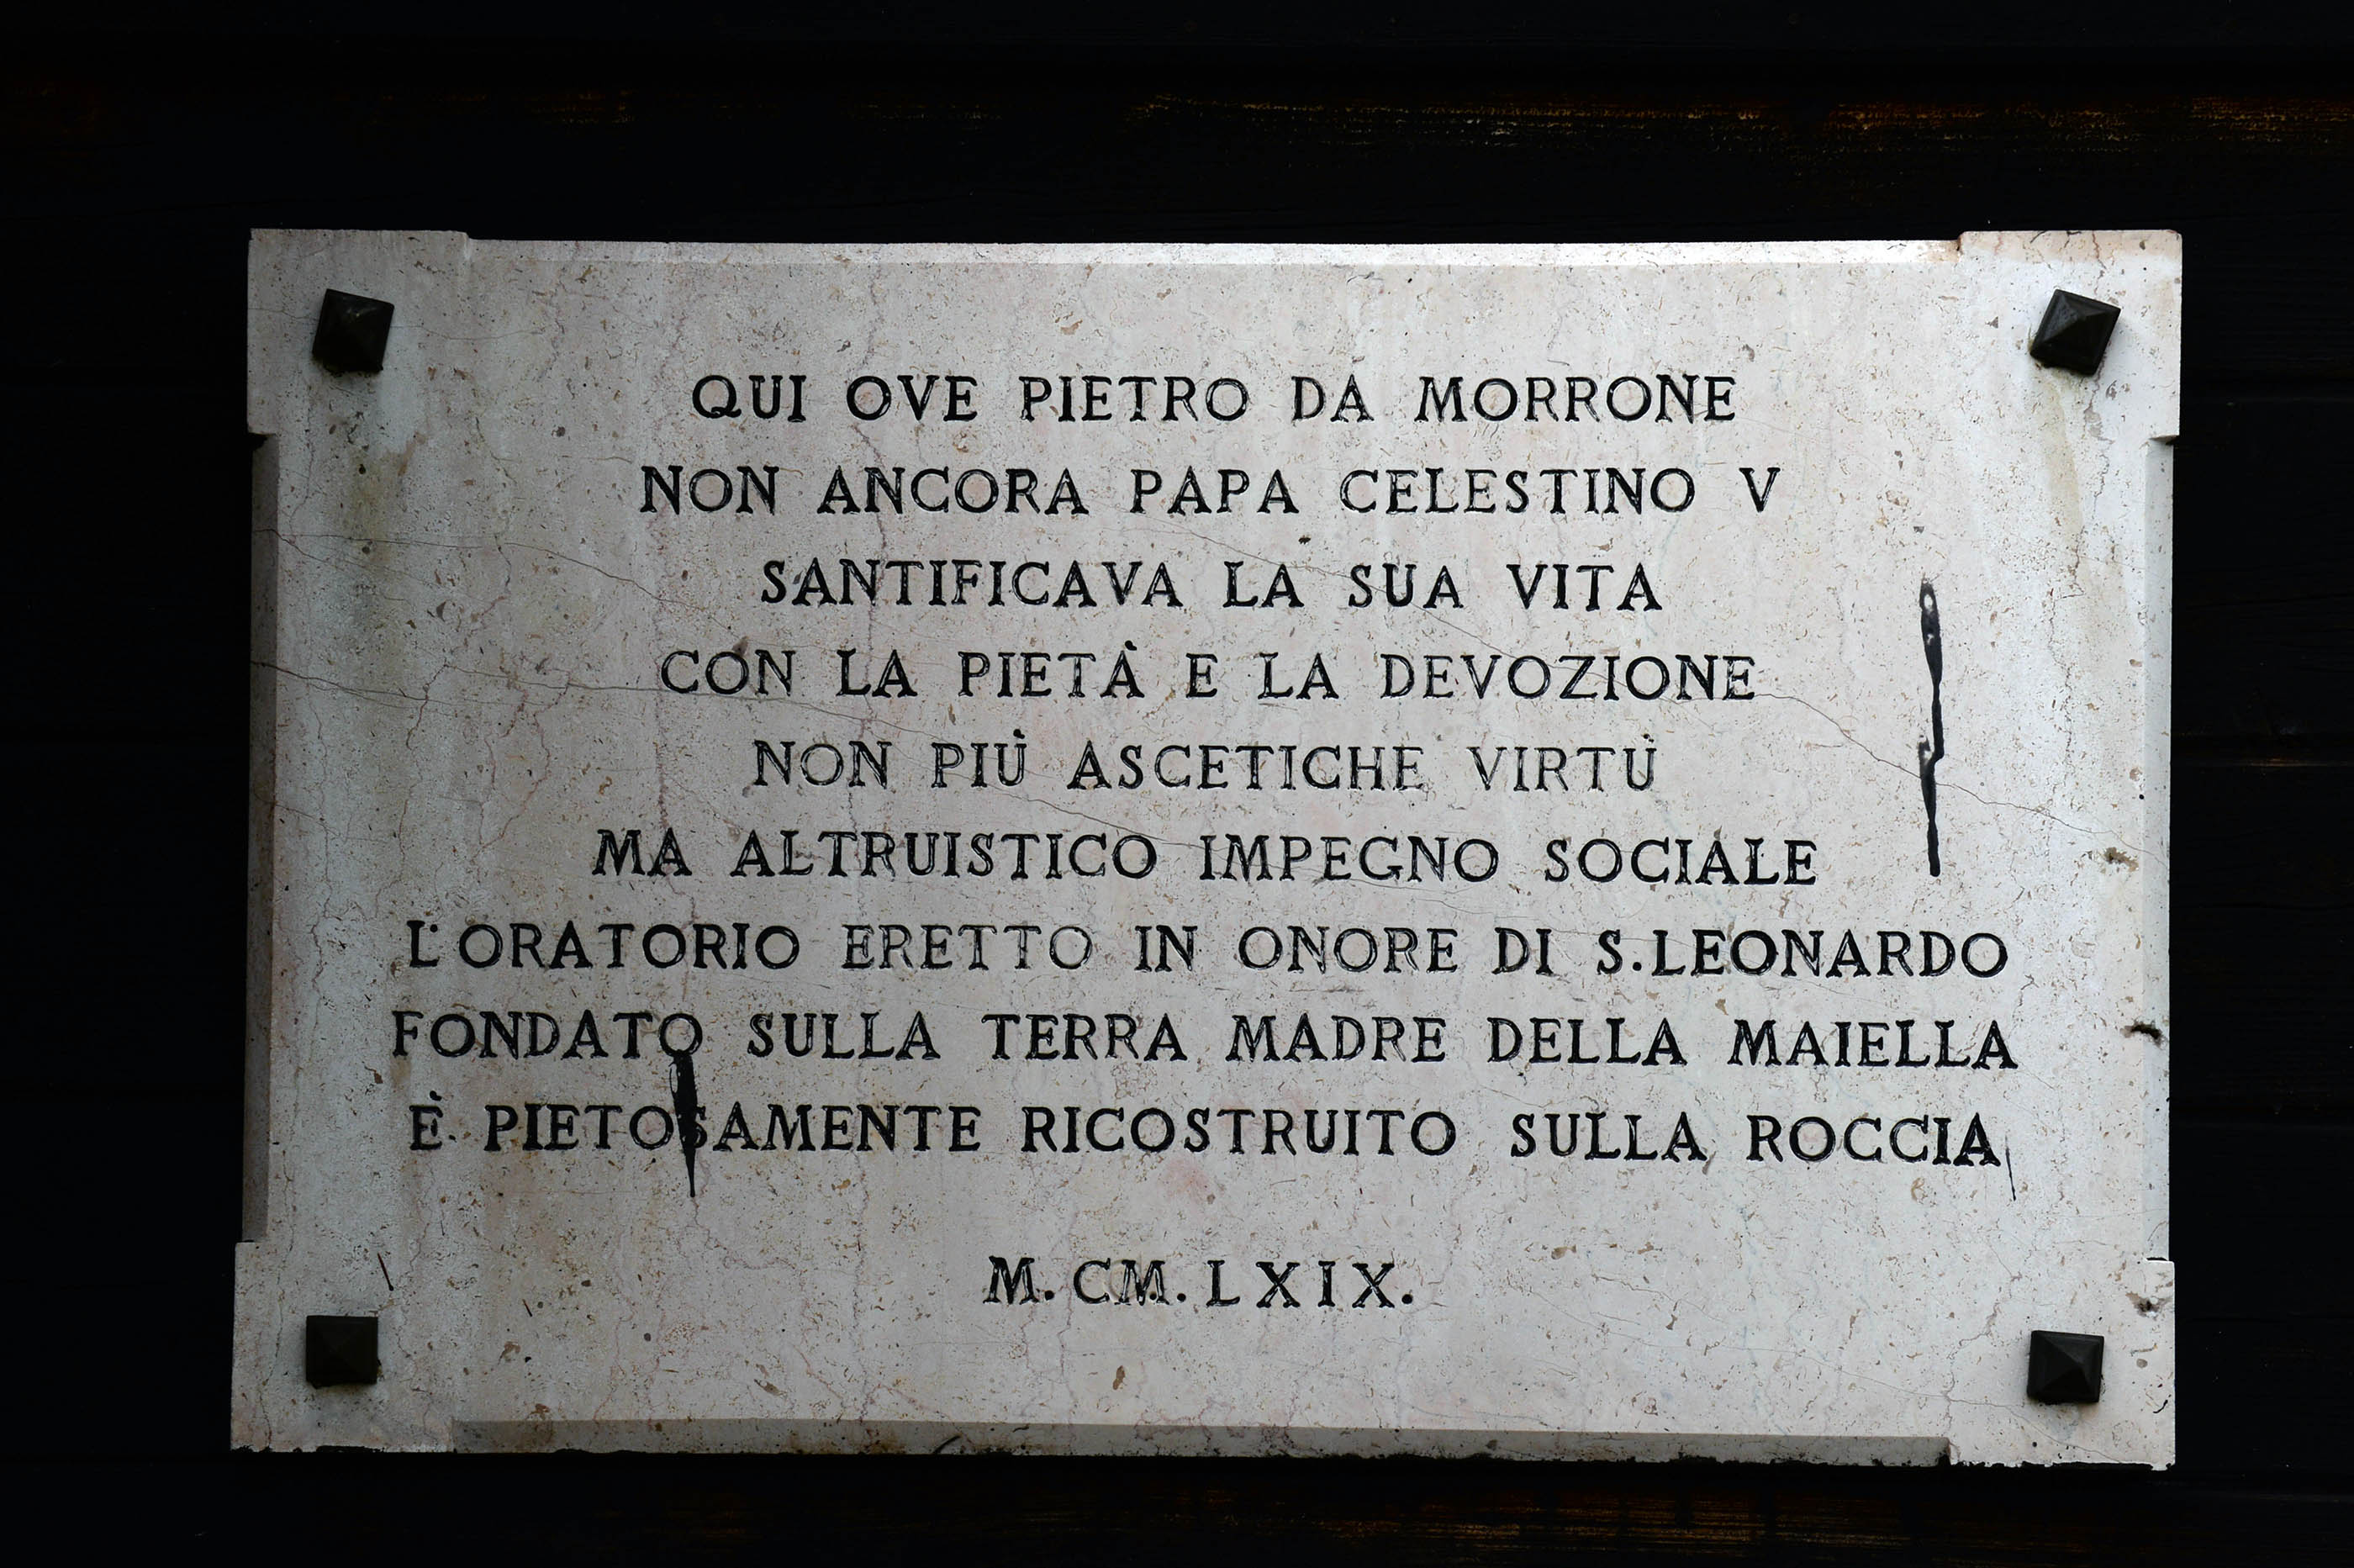 QUI OVE PIETRO DA MORRONE
NON ANCORA PAPA CELESTINO V
SANTIFICAVA LA SUA VITA
CON LA PIETÀ E LA DEVOZIONE
NON PIÙ ASCETICHE VIRTÙ
MA ALTRUISTICO IMPEGNO SOCIALE
L'ORATORIO ERETTO IN ONORE DI S.LEONARDO
FONDATO SULLA TERRA MADRE DELLA MAIELLA
È PIETOSAMENTE RICOSTRUITO SULLA ROCCIA
M.CM.LXIX.